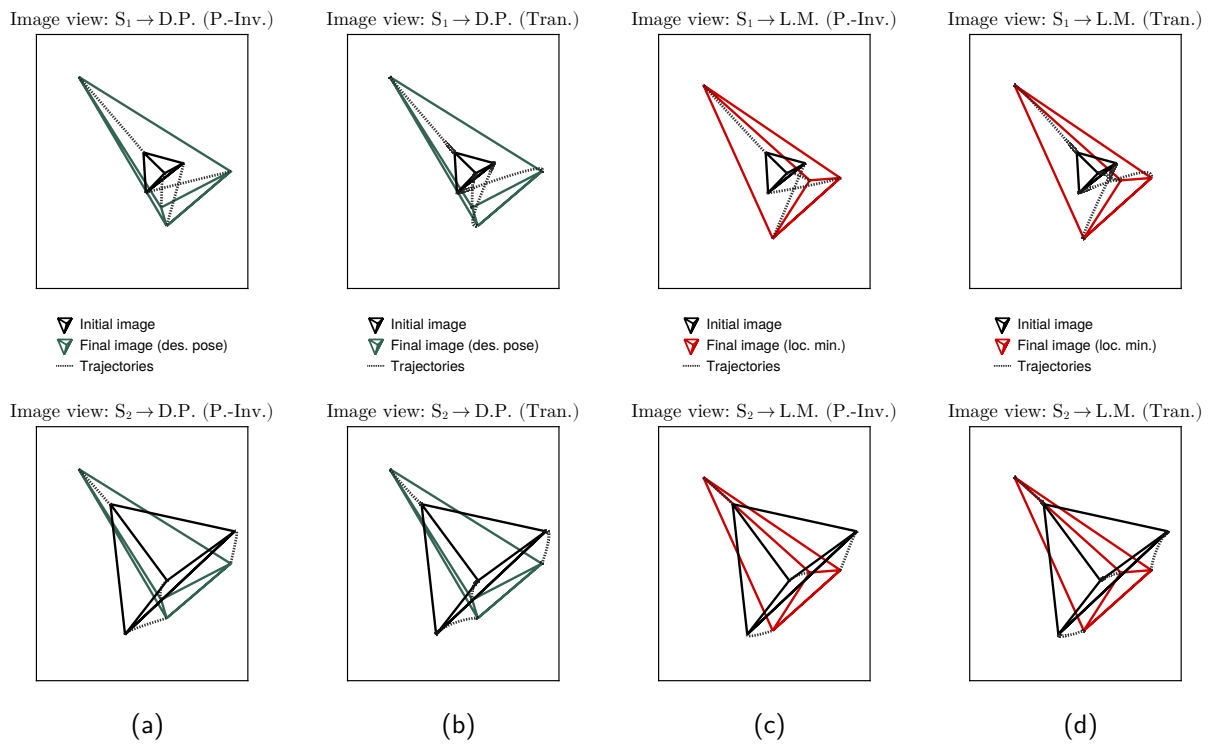 Image view: S₁→D.P. (P.-Inv.)
Image view: S₁→D.P. (Tran.)
Image view: S₁→L.M. (P.-Inv.)
Image view: S₁→L.M. (Tran.)
Initial image
Final image (des. pose)
Trajectories
Initial image
Final image (des. pose)
Trajectories
Initial image
Final image (loc. min.)
Trajectories
Initial image
Final image (loc. min.)
Trajectories
Image view: S₂→D.P. (P.-Inv.)
Image view: S₂→D.P. (Tran.)
Image view: S₂→L.M. (P.-Inv.)
Image view: S₂→L.M. (Tran.)
(a)
(b)
(c)
(d)